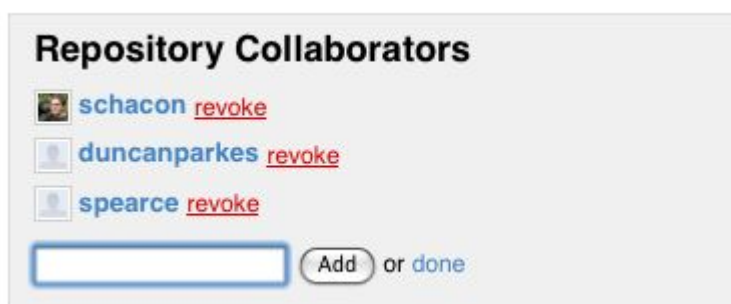 Repository Collaborators
schacon revoke
duncanparkes revoke
spearce revoke
Add or done